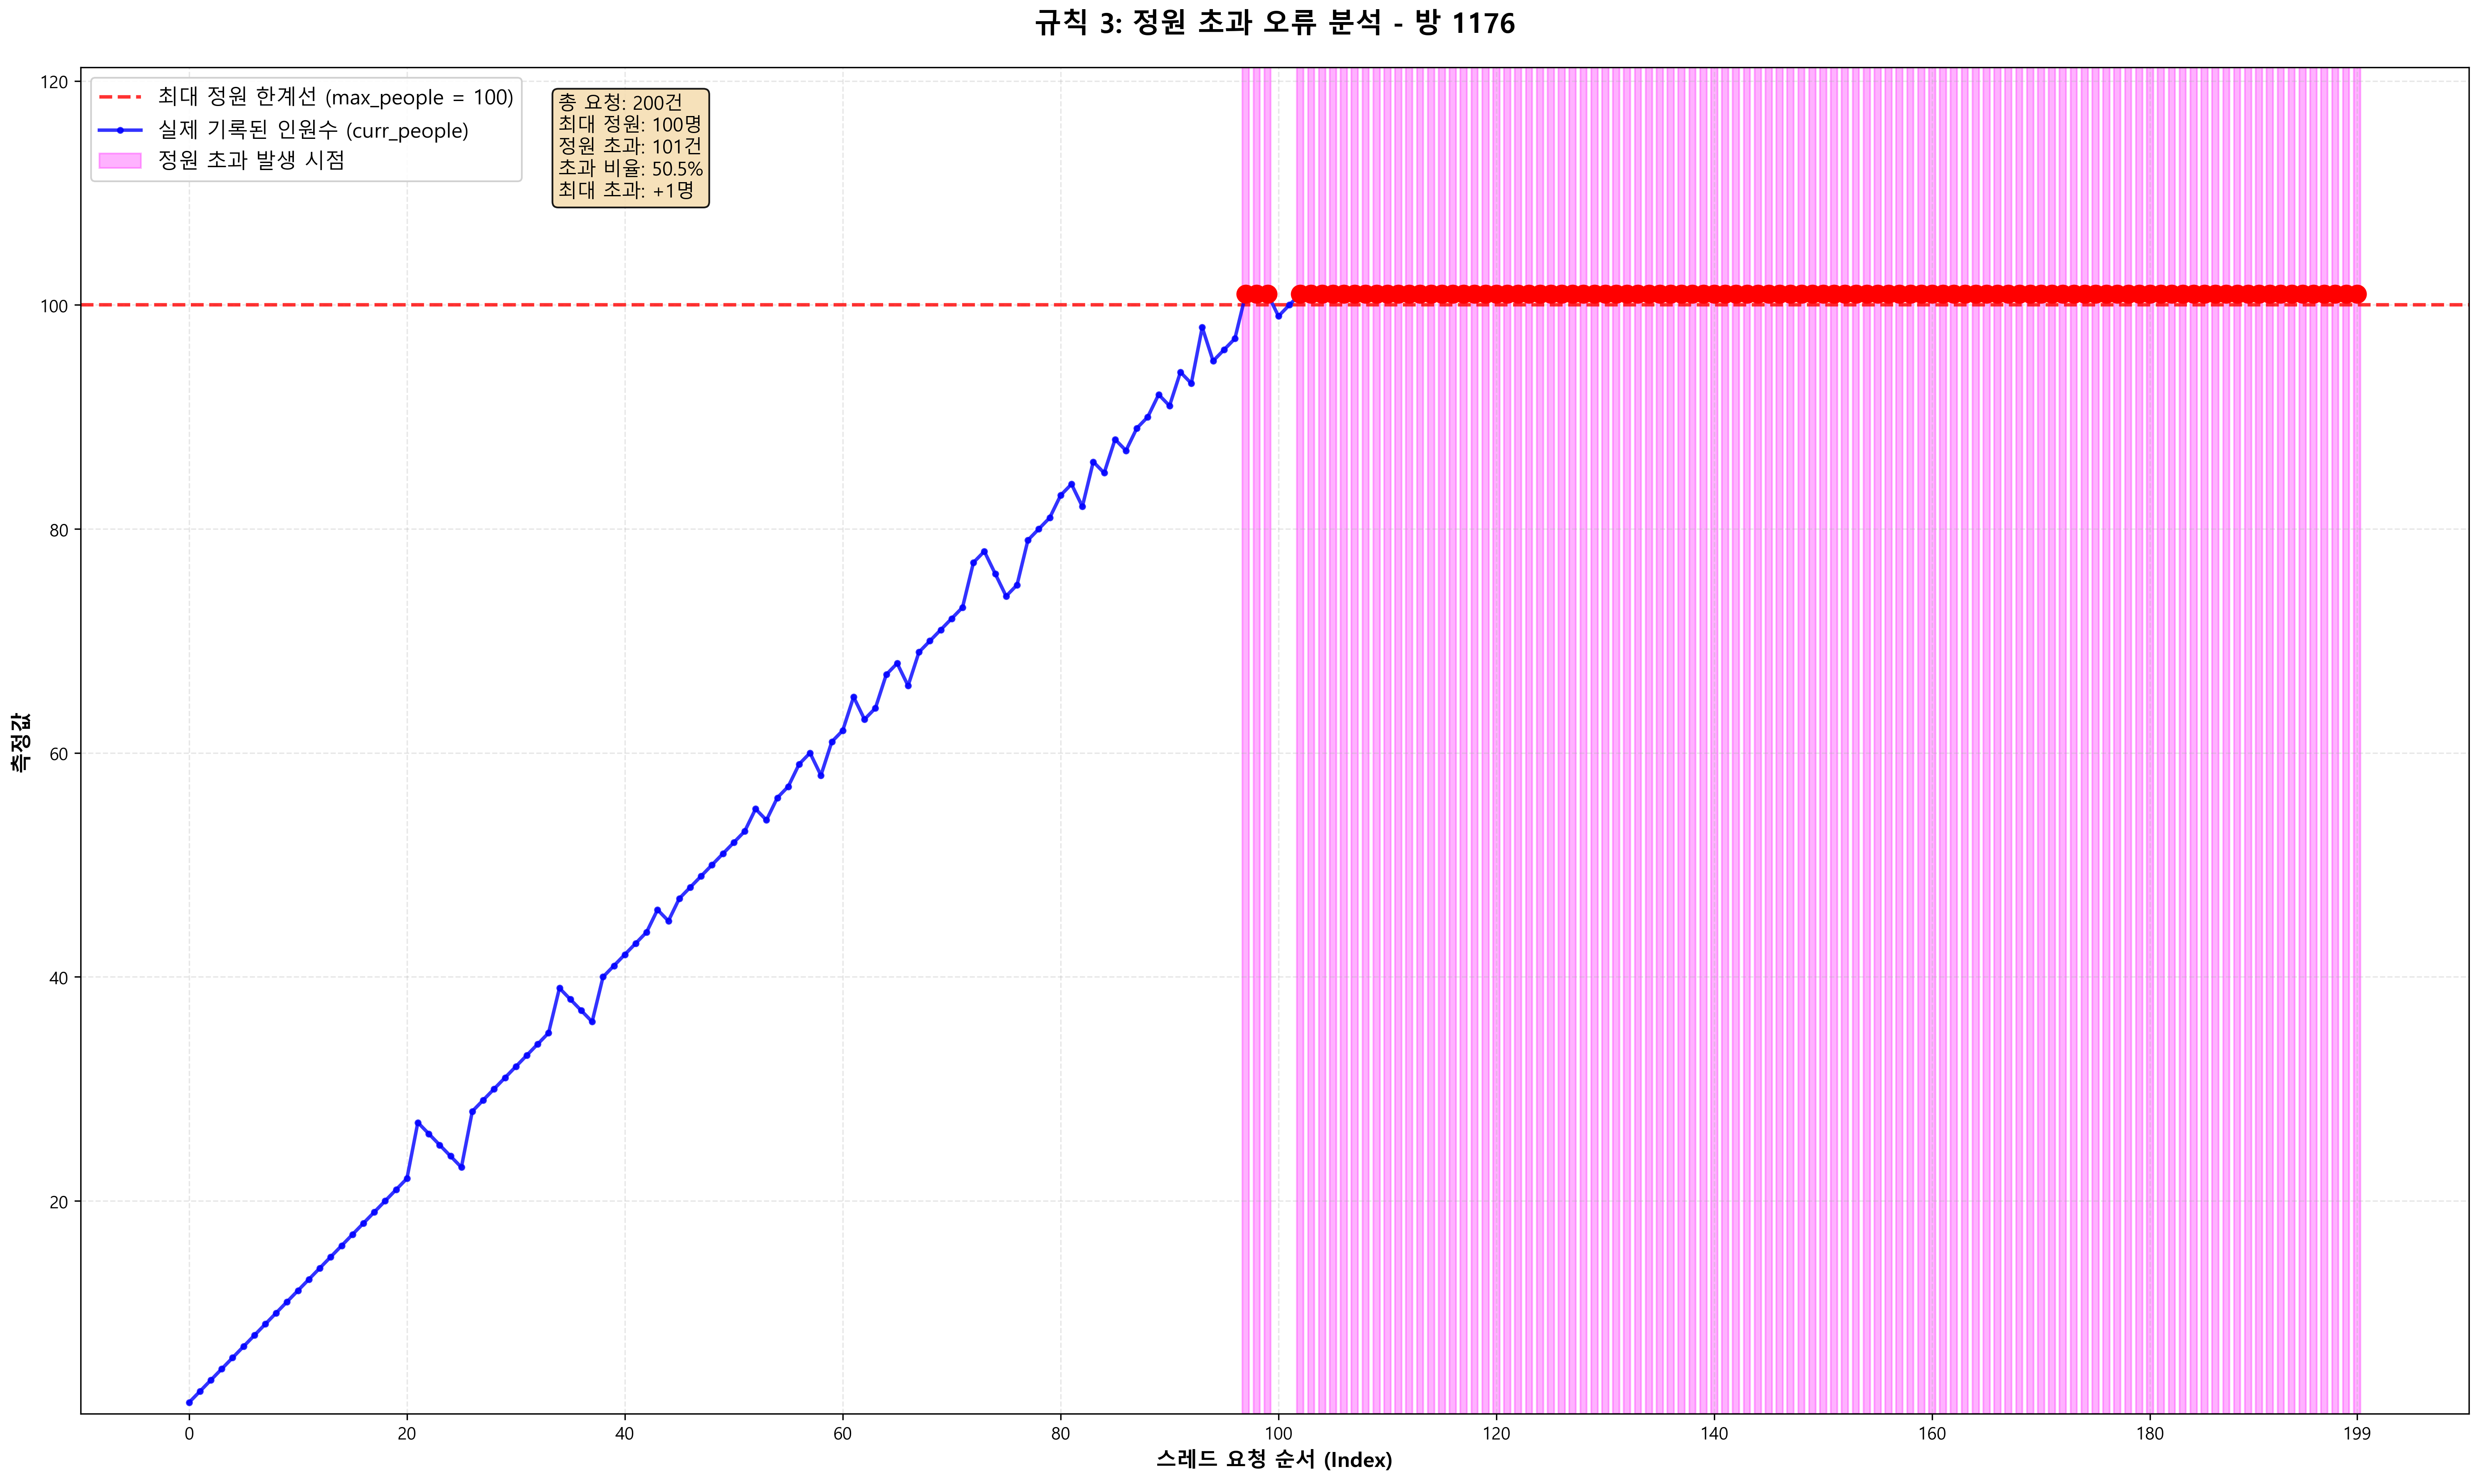 규칙 3: 정원 초과 오류 분석 - 방 1176
최대 정원 한계선 (max_people = 100)
실제 기록된 인원수 (curr_people)
정원 초과 발생 시점
총 요청: 200건
최대 정원: 100명
정원 초과: 101건
초과 비율: 50.5%
최대 초과: +1명
측정값
120
100
80
60
40
20
0 20 40 60 80 100 120 140 160 180 199
스레드 요청 순서 (Index)